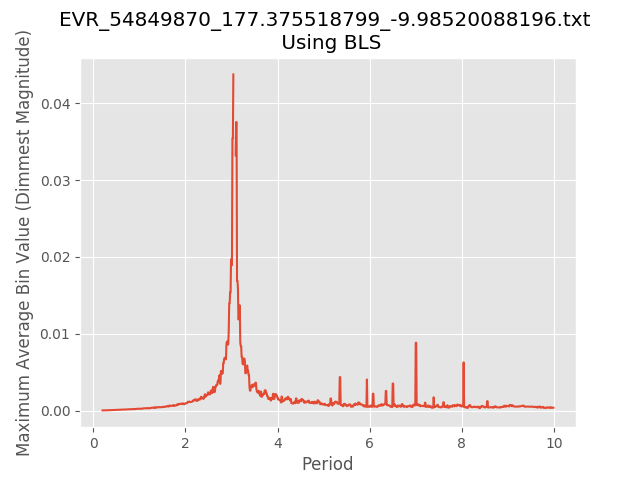 EVR_54849870_177.375518799_-9.98520088196.txt
Using BLS
Maximum Average Bin Value (Dimmest Magnitude)
0.04
0.03
0.02
0.01
0.00
0 2 4 6 8 10
Period